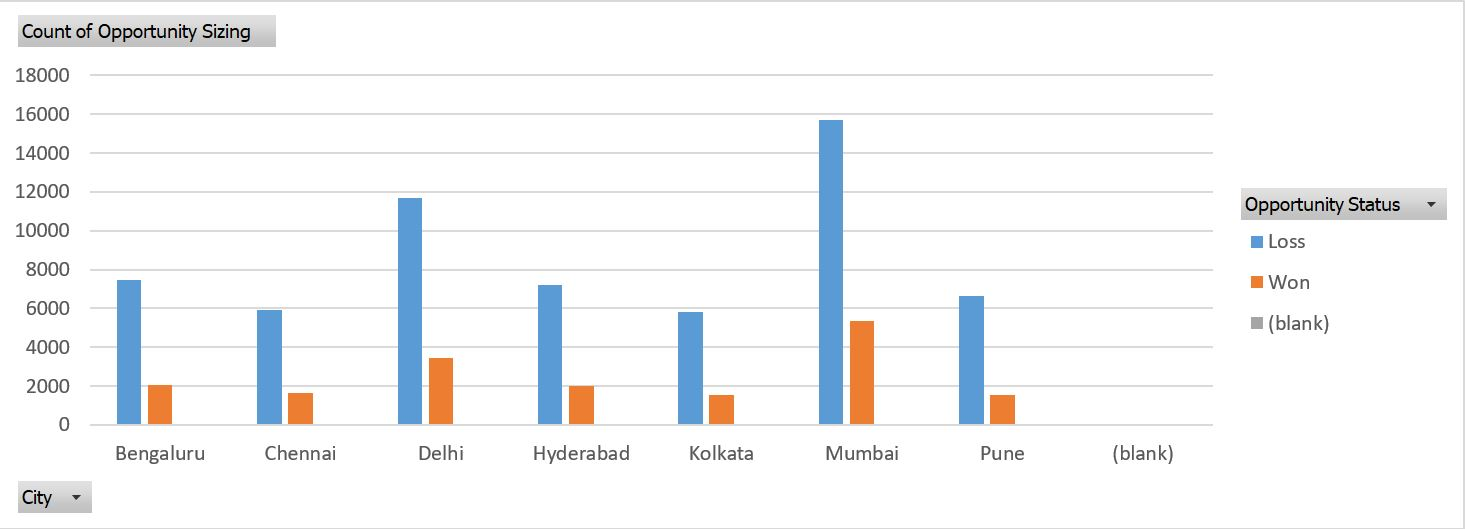 Count of Opportunity Sizing
18000
16000
14000
12000
10000
8000
6000
4000
2000
0
Bengaluru Chennai Delhi Hyderabad Kolkata Mumbai Pune (blank)
Opportunity Status
Loss
Won
(blank)
City